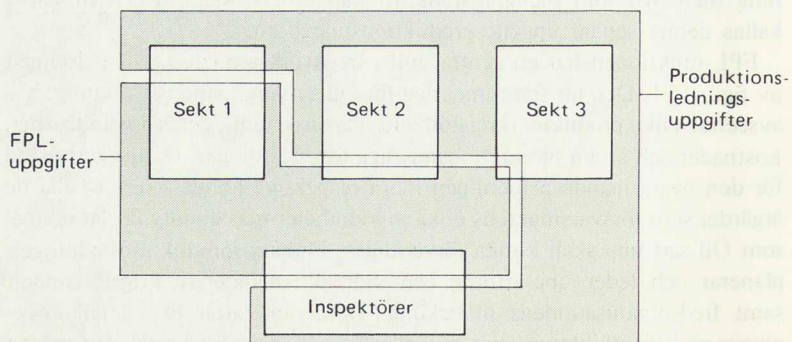 Sekt 1
Sekt 2
Sekt 3
Produktions-
lednings-
uppgifter
FPL-
uppgifter
Inspektörer